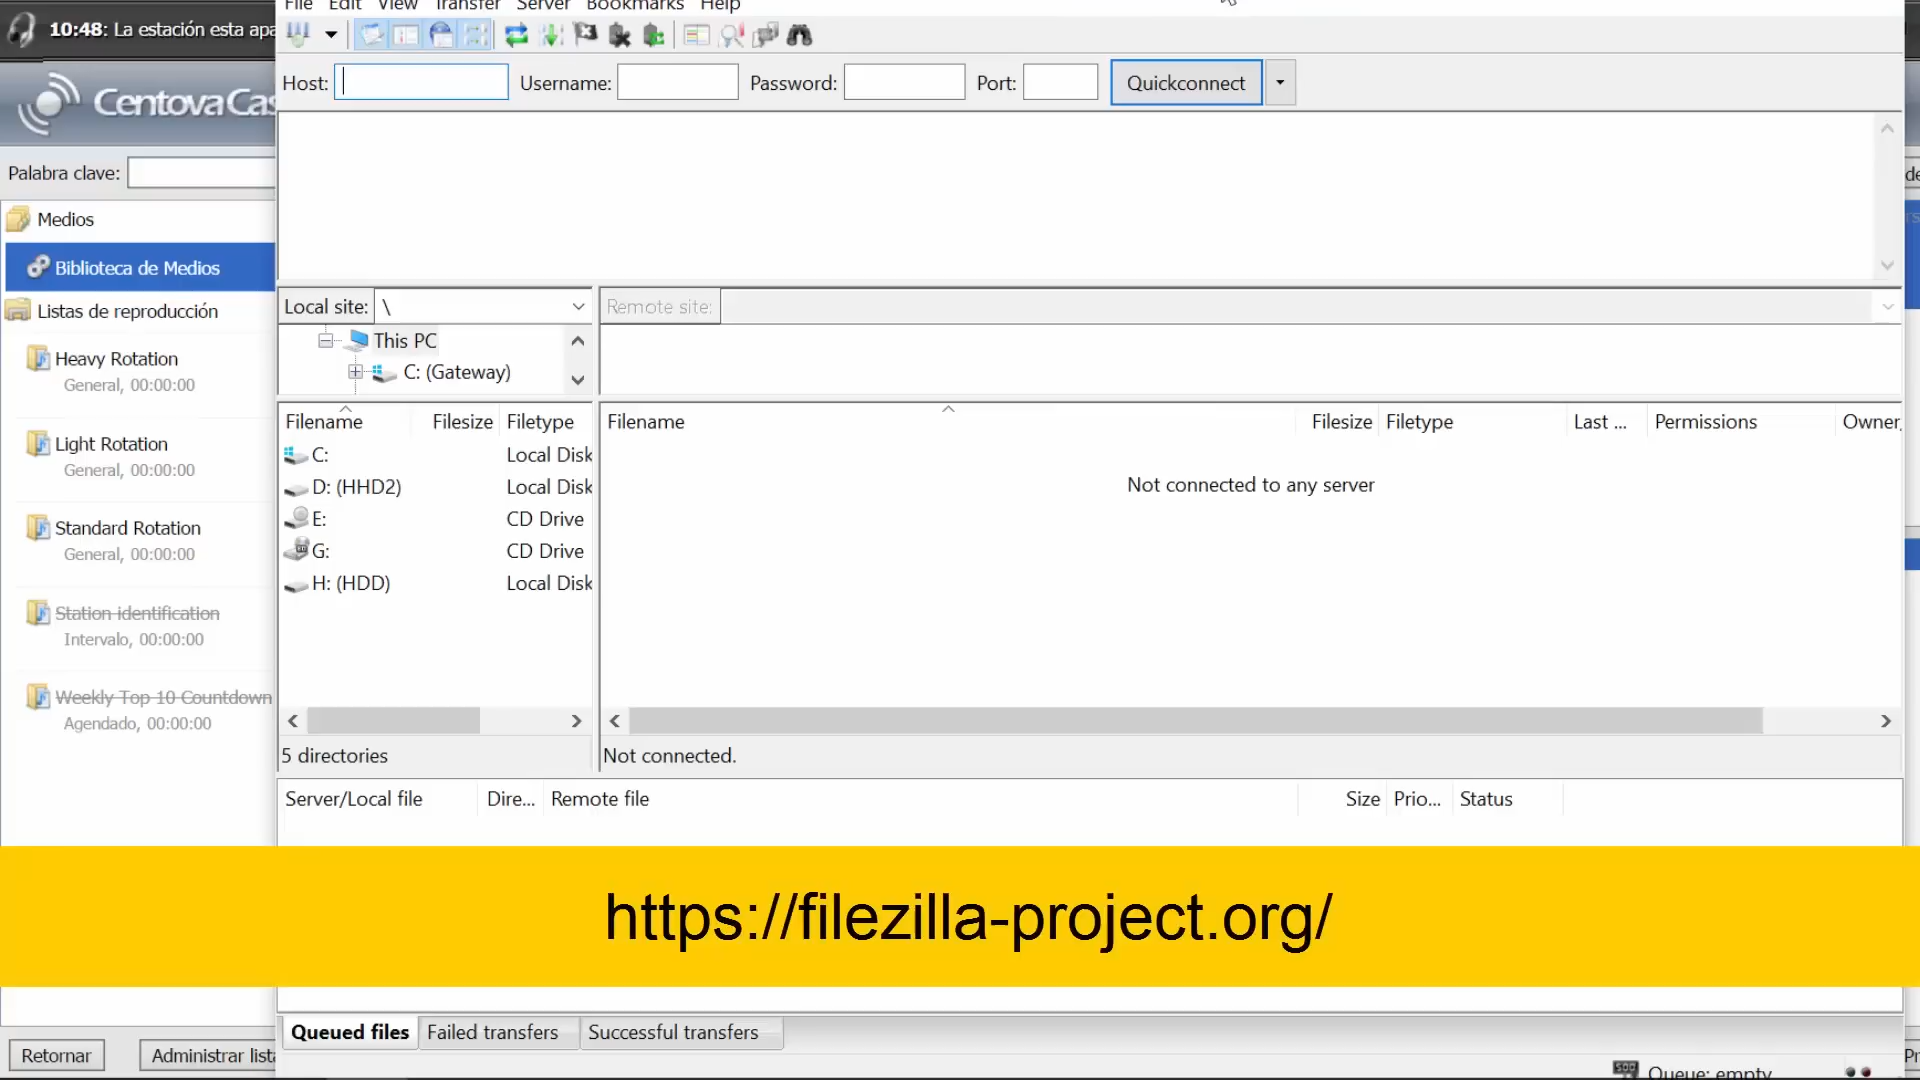 File Edit View Transfer Server Bookmarks Help
10:48: La estación esta apa
Host: Username: Password: Port: Quickconnect
CentovaCas
Palabra clave:
Medios
Biblioteca de Medios
Listas de reproducción
Heavy Rotation
General, 00:00:00
Light Rotation
General, 00:00:00
Standard Rotation
General, 00:00:00
Station identification
Intervalo, 00:00:00
Weekly Top 10 Countdown
Agendado, 00:00:00
Local site: \
This PC
C: (Gateway)
Filename Filesize Filetype
C: Local Disk
D: (HHD2) Local Disk
E: CD Drive
G: CD Drive
H: (HDD) Local Disk
5 directories
Remote site:
Filename Filesize Filetype Last ... Permissions Owner
Not connected to any server
Not connected.
Server/Local file Dire... Remote file Size Prio... Status
https://filezilla-project.org/
Queued files Failed transfers Successful transfers
Retornar Administrar lista
Queue: empty